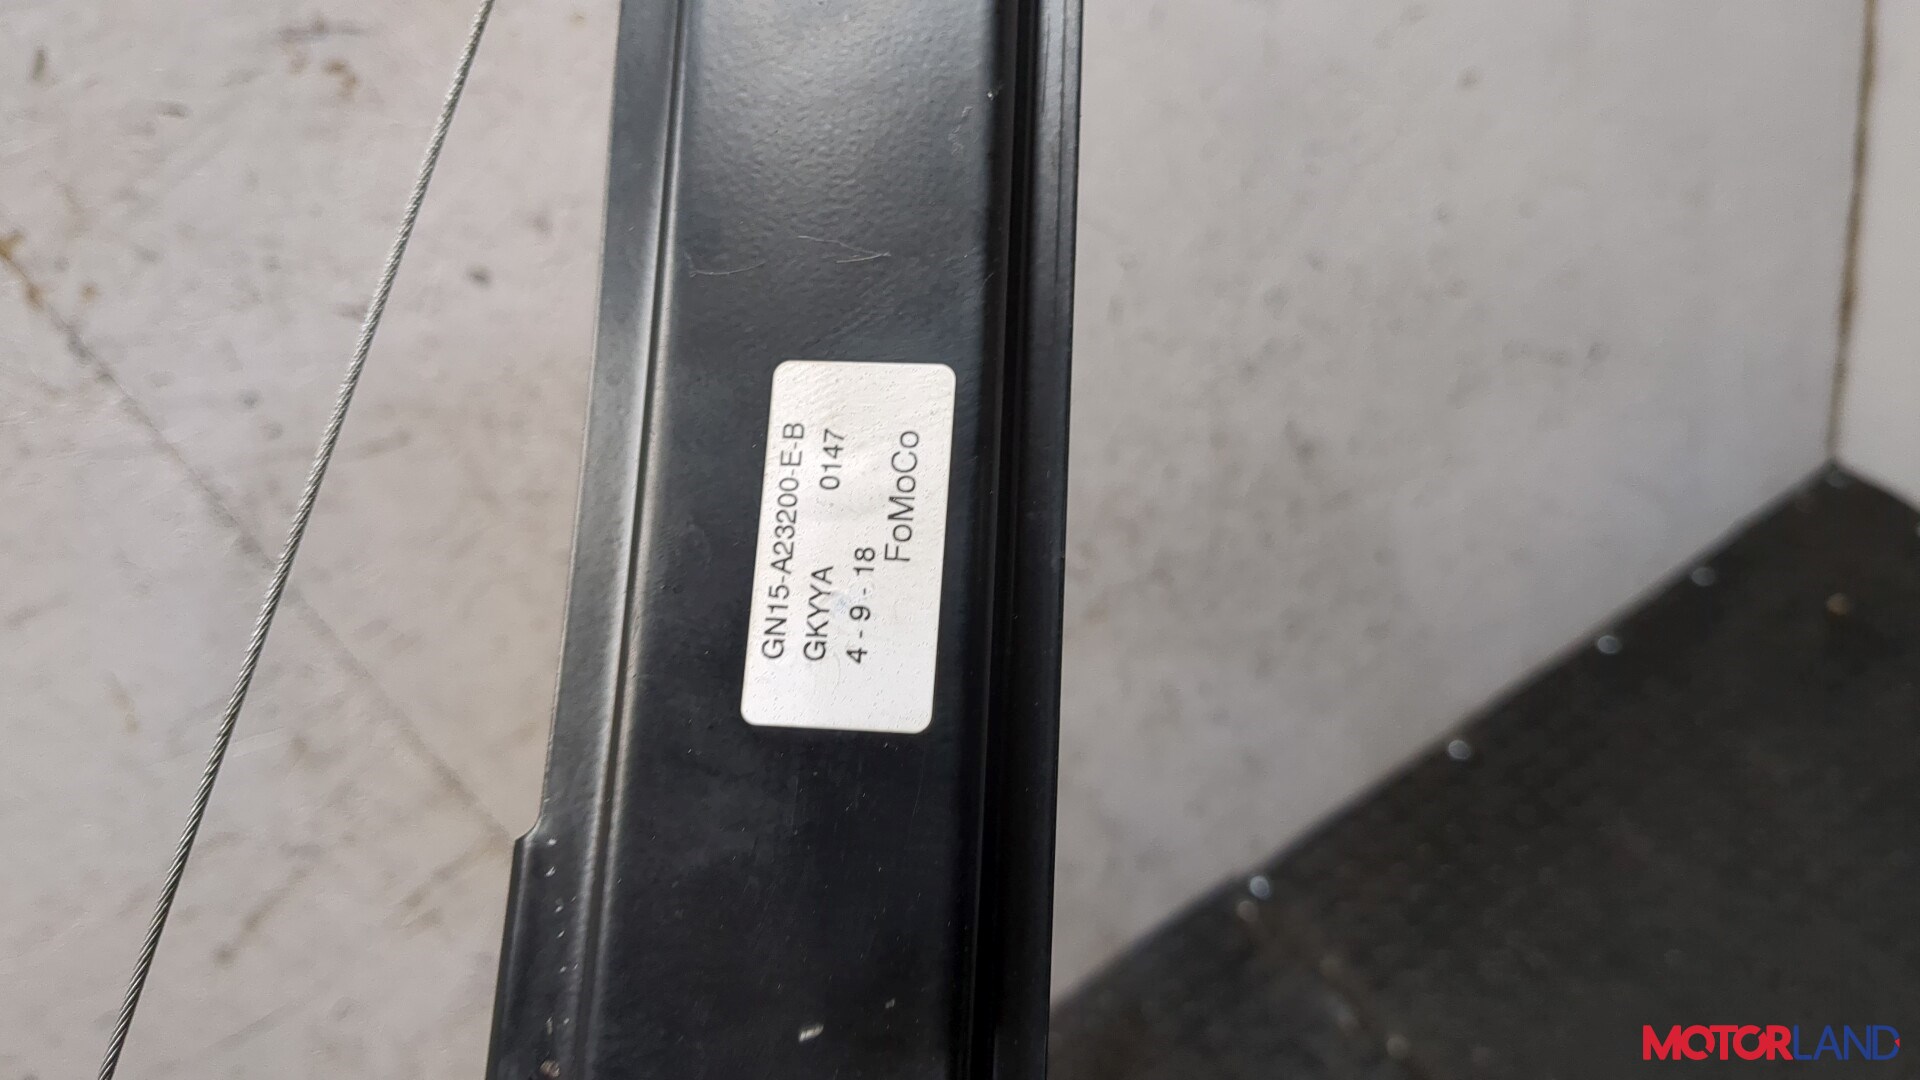 GN15-A23200-E-B
GKYYA 0147
4 - 9 - 18
FoMoCo
MOTORLAND